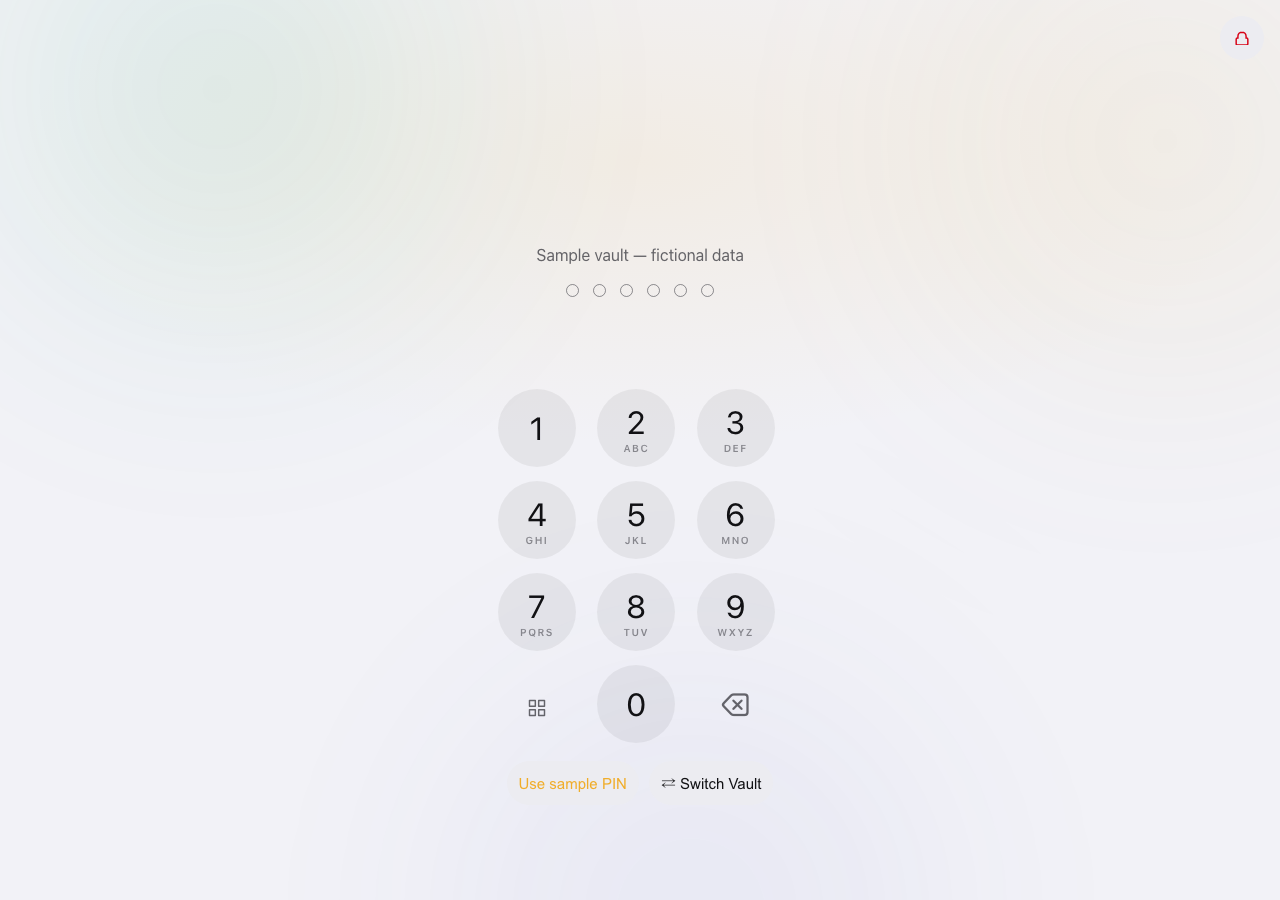 Sample vault — fictional data
1
2
ABC
3
DEF
4
GHI
5
JKL
6
MNO
7
PQRS
8
TUV
9
WXYZ
0
Use sample PIN
Switch Vault